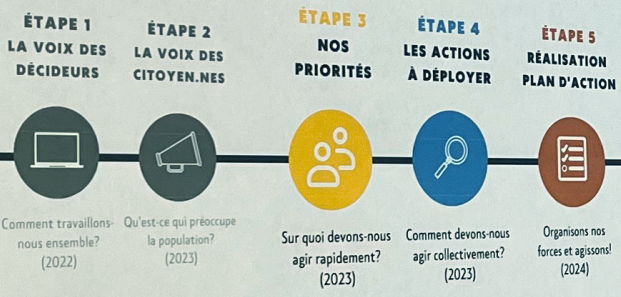 ÉTAPE 1
LA VOIX DES
DÉCIDEURS
Comment travaillons-
nous ensemble?
(2022)
ÉTAPE 2
LA VOIX DES
CITOYEN.NES
Qu'est-ce qui préoccupe
la population?
(2023)
ÉTAPE 3
NOS
PRIORITÉS
Sur quoi devons-nous
agir rapidement?
(2023)
ÉTAPE 4
LES ACTIONS
À DÉPLOYER
Comment devons-nous
agir collectivement?
(2023)
ÉTAPE 5
RÉALISATION
PLAN D'ACTION
Organisons nos
forces et agissons!
(2024)